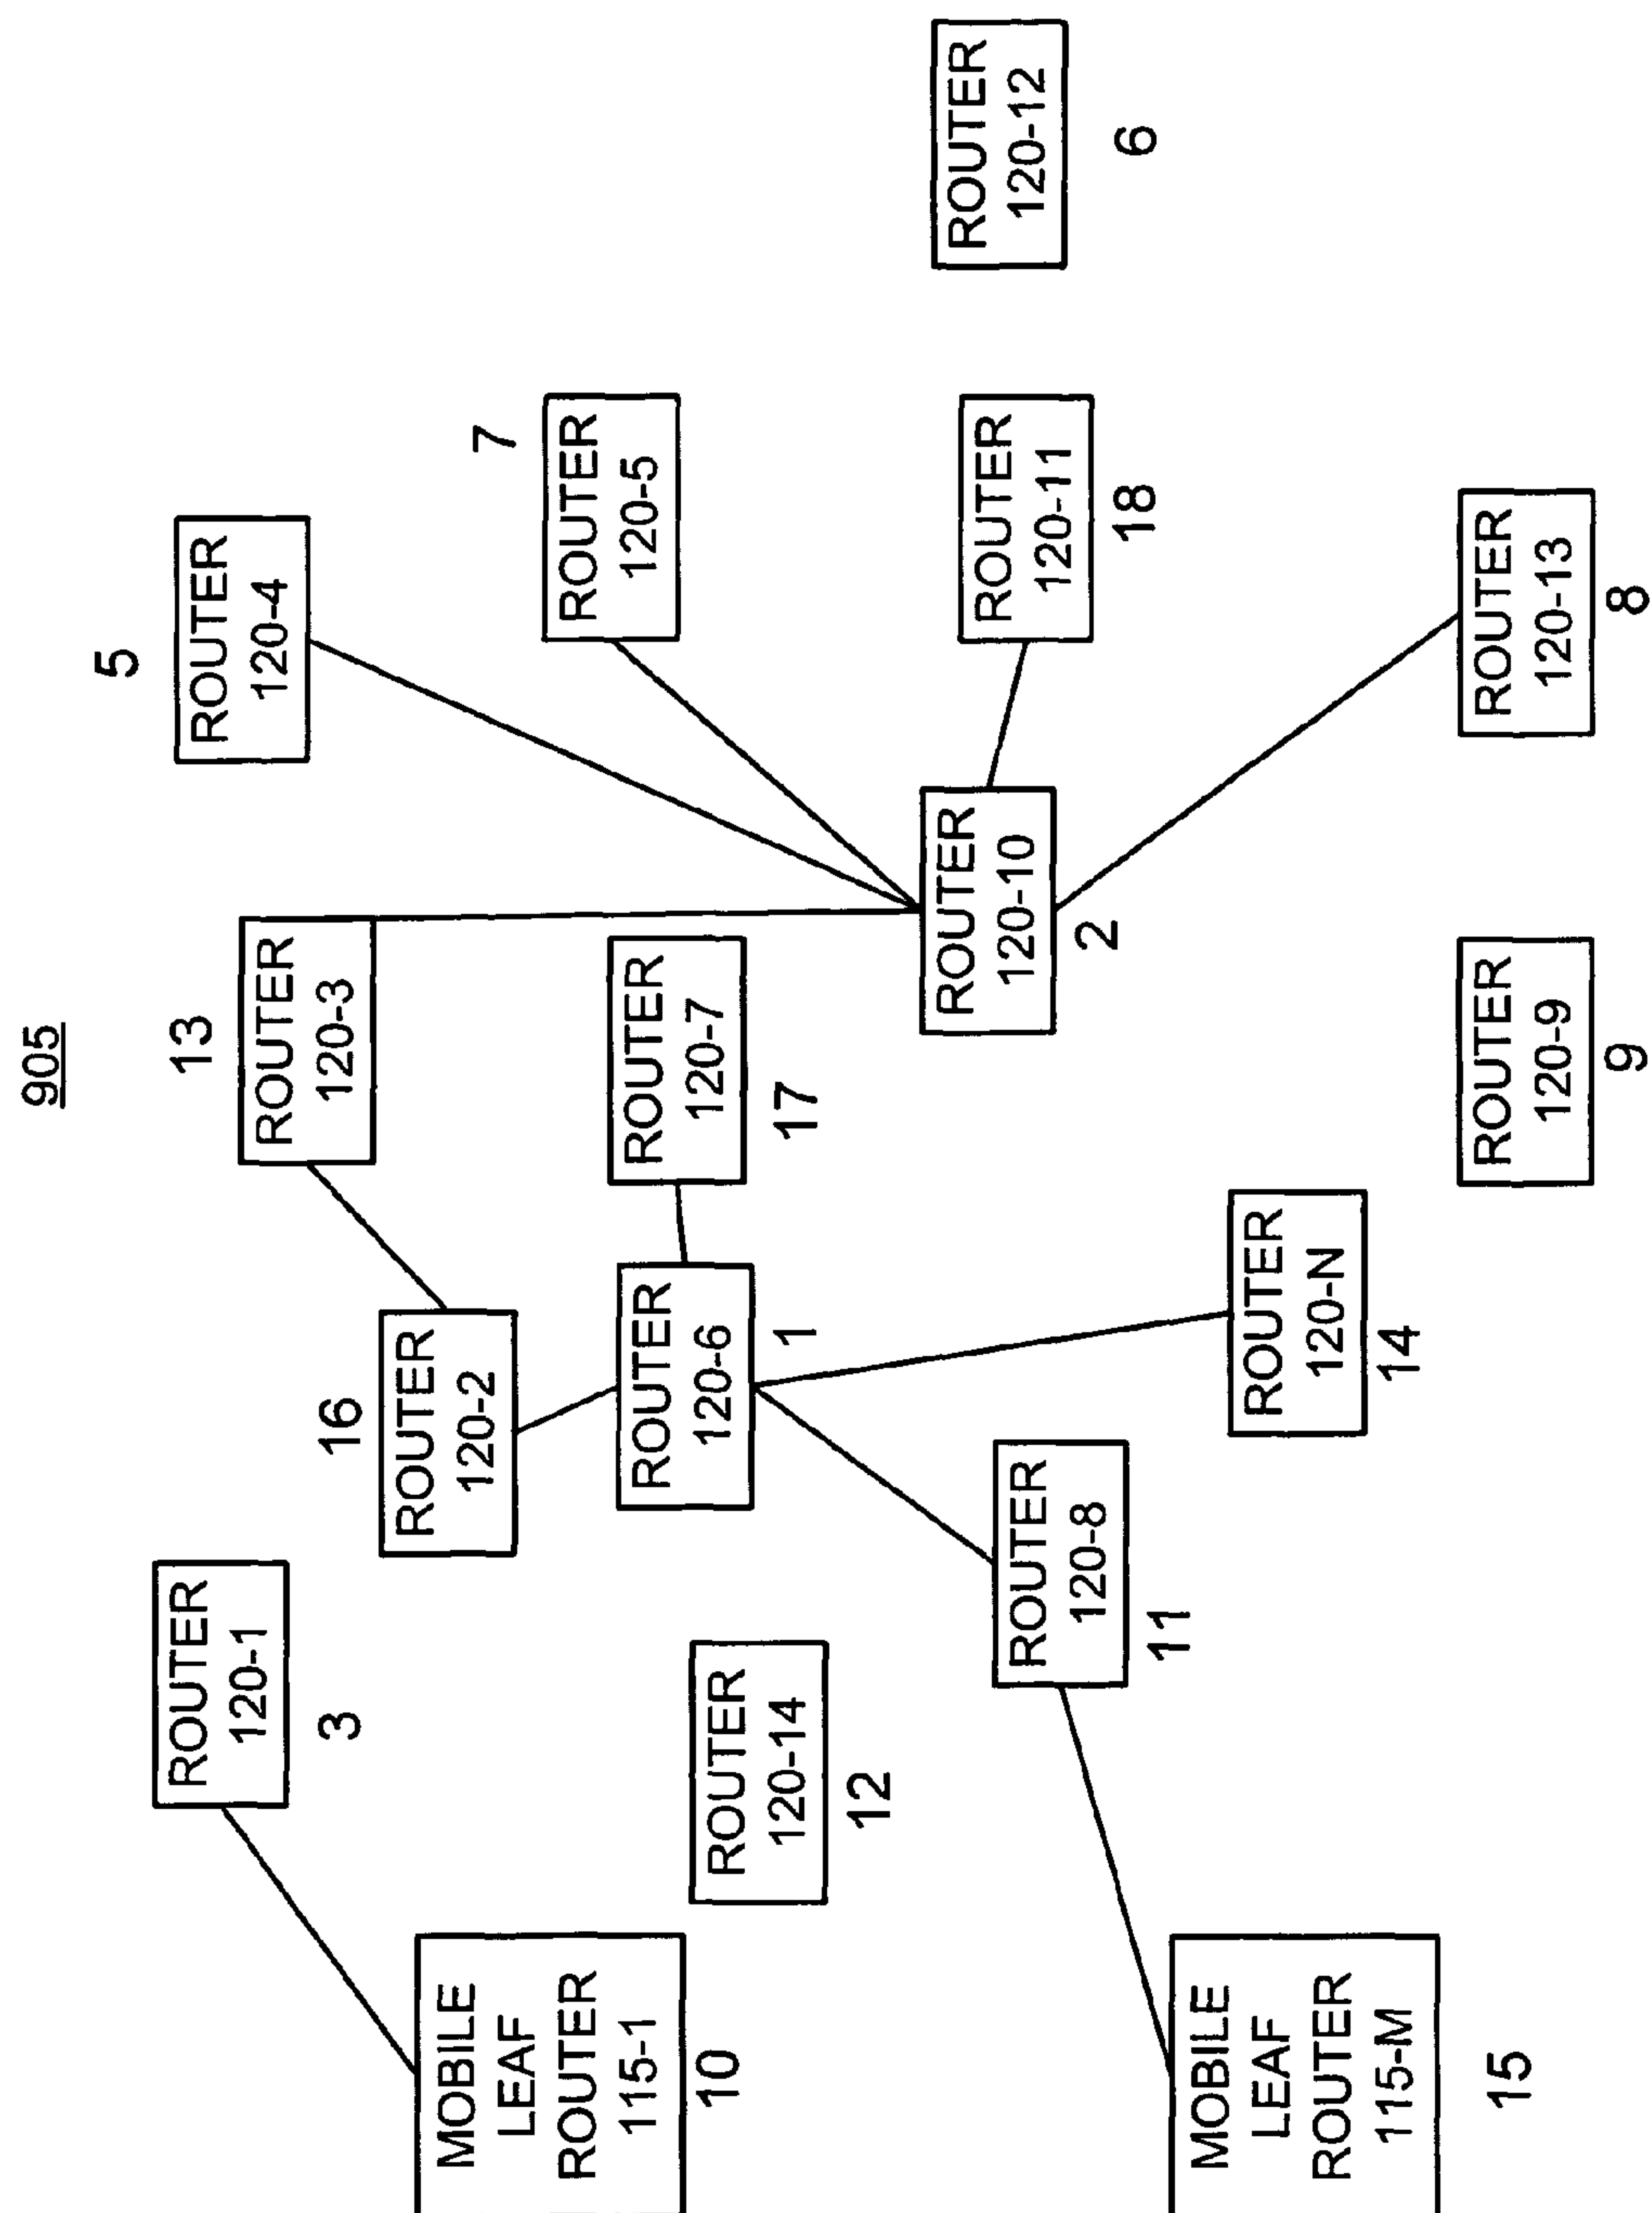 905
5
ROUTER
120-4
13
ROUTER
120-3
3
ROUTER
120-1
16
ROUTER
120-2
7
ROUTER
120-5
MOBILE
LEAF
ROUTER
115-1
10
ROUTER
120-6
1
ROUTER
120-7
17
ROUTER
120-14
12
ROUTER
120-10
2
ROUTER
120-11
18
ROUTER
120-12
6
ROUTER
120-8
11
ROUTER
120-N
14
MOBILE
LEAF
ROUTER
115-M
15
ROUTER
120-9
9
ROUTER
120-13
8